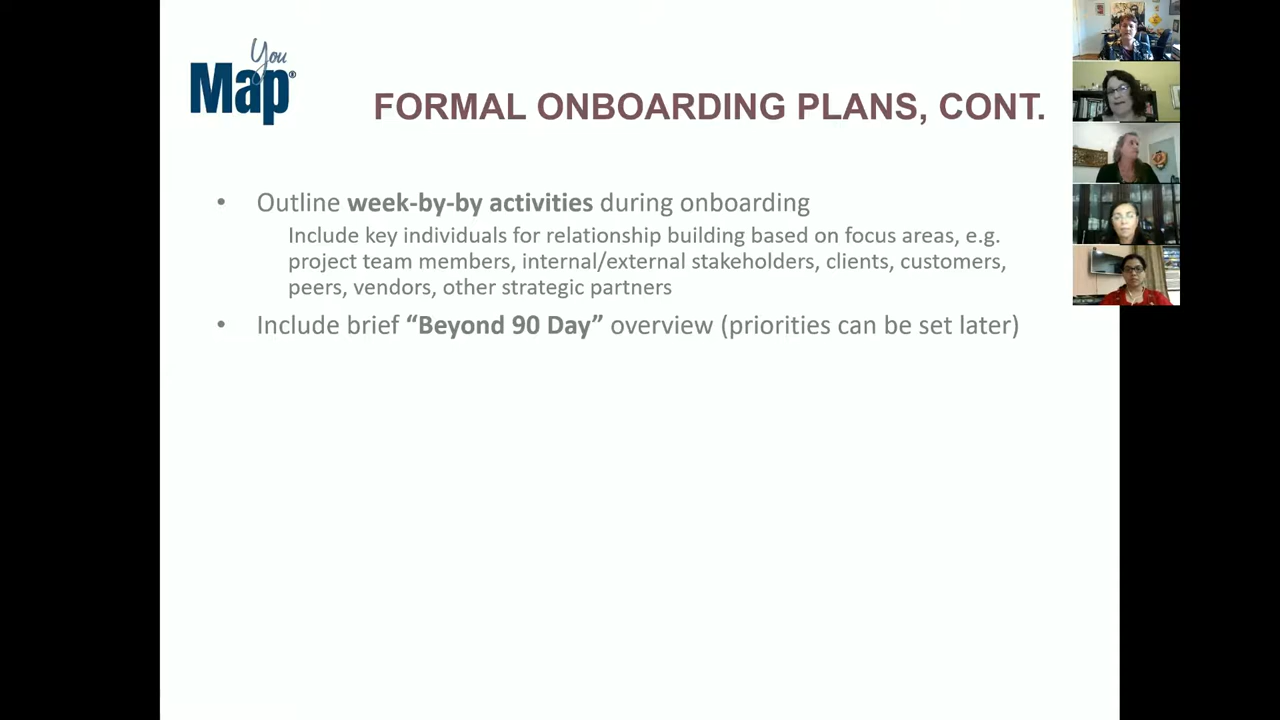 You
Map®
FORMAL ONBOARDING PLANS, CONT.
• Outline week-by-by activities during onboarding
Include key individuals for relationship building based on focus areas, e.g.
project team members, internal/external stakeholders, clients, customers,
peers, vendors, other strategic partners
• Include brief “Beyond 90 Day” overview (priorities can be set later)